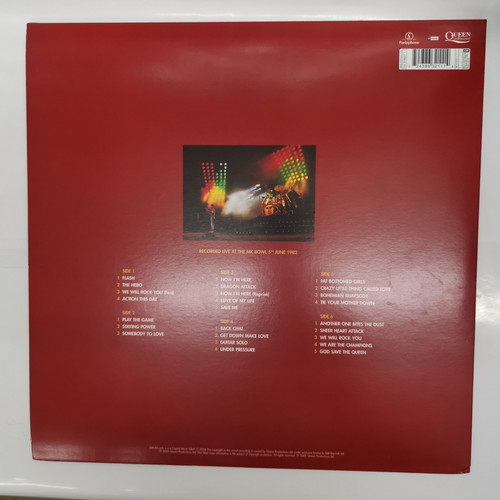 Parlophone
QUEEN
RECORDED LIVE AT THE MK BOWL 5TH JUNE 1982
SIDE 1
1 FLASH
2 THE HERO
3 WE WILL ROCK YOU (Fast)
4 ACTION THIS DAY
SIDE 2
1 PLAY THE GAME
2 STAYING POWER
3 SOMEBODY TO LOVE
SIDE 3
1 NOW I'M HERE
2 DRAGON ATTACK
3 NOW I'M HERE (Reprise)
4 LOVE OF MY LIFE
5 SAVE ME
SIDE 4
1 BACK CHAT
2 GET DOWN MAKE LOVE
3 GUITAR SOLO
4 UNDER PRESSURE
SIDE 5
1 FAT BOTTOMED GIRLS
2 CRAZY LITTLE THING CALLED LOVE
3 BOHEMIAN RHAPSODY
4 TIE YOUR MOTHER DOWN
SIDE 6
1 ANOTHER ONE BITES THE DUST
2 SHEER HEART ATTACK
3 WE WILL ROCK YOU
4 WE ARE THE CHAMPIONS
5 GOD SAVE THE QUEEN